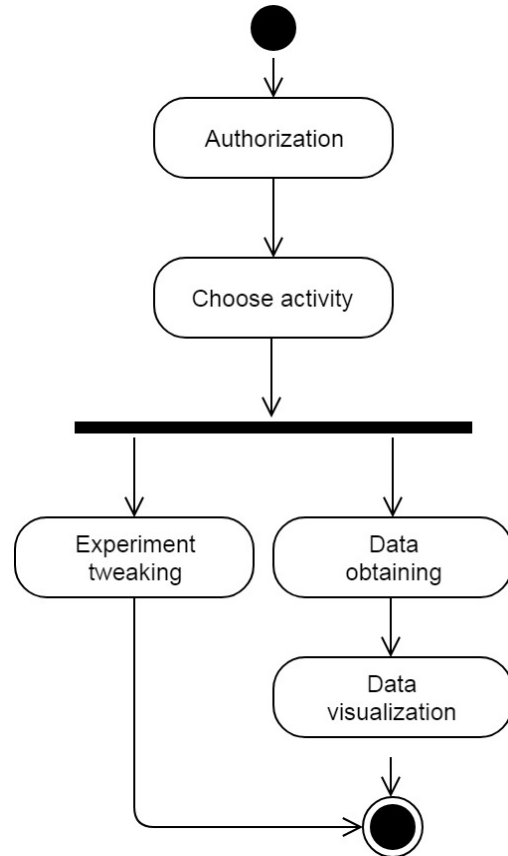 Authorization
Choose activity
Experiment
tweaking
Data
obtaining
Data
visualization